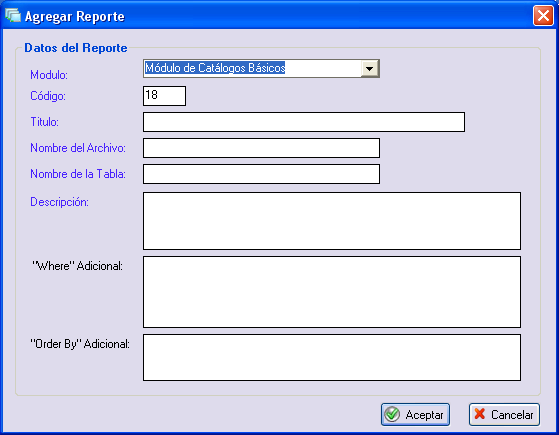 Agregar Reporte
Datos del Reporte
Modulo: Módulo de Catálogos Básicos
Código: 18
Titulo:
Nombre del Archivo:
Nombre de la Tabla:
Descripción:
"Where" Adicional:
"Order By" Adicional:
Aceptar Cancelar